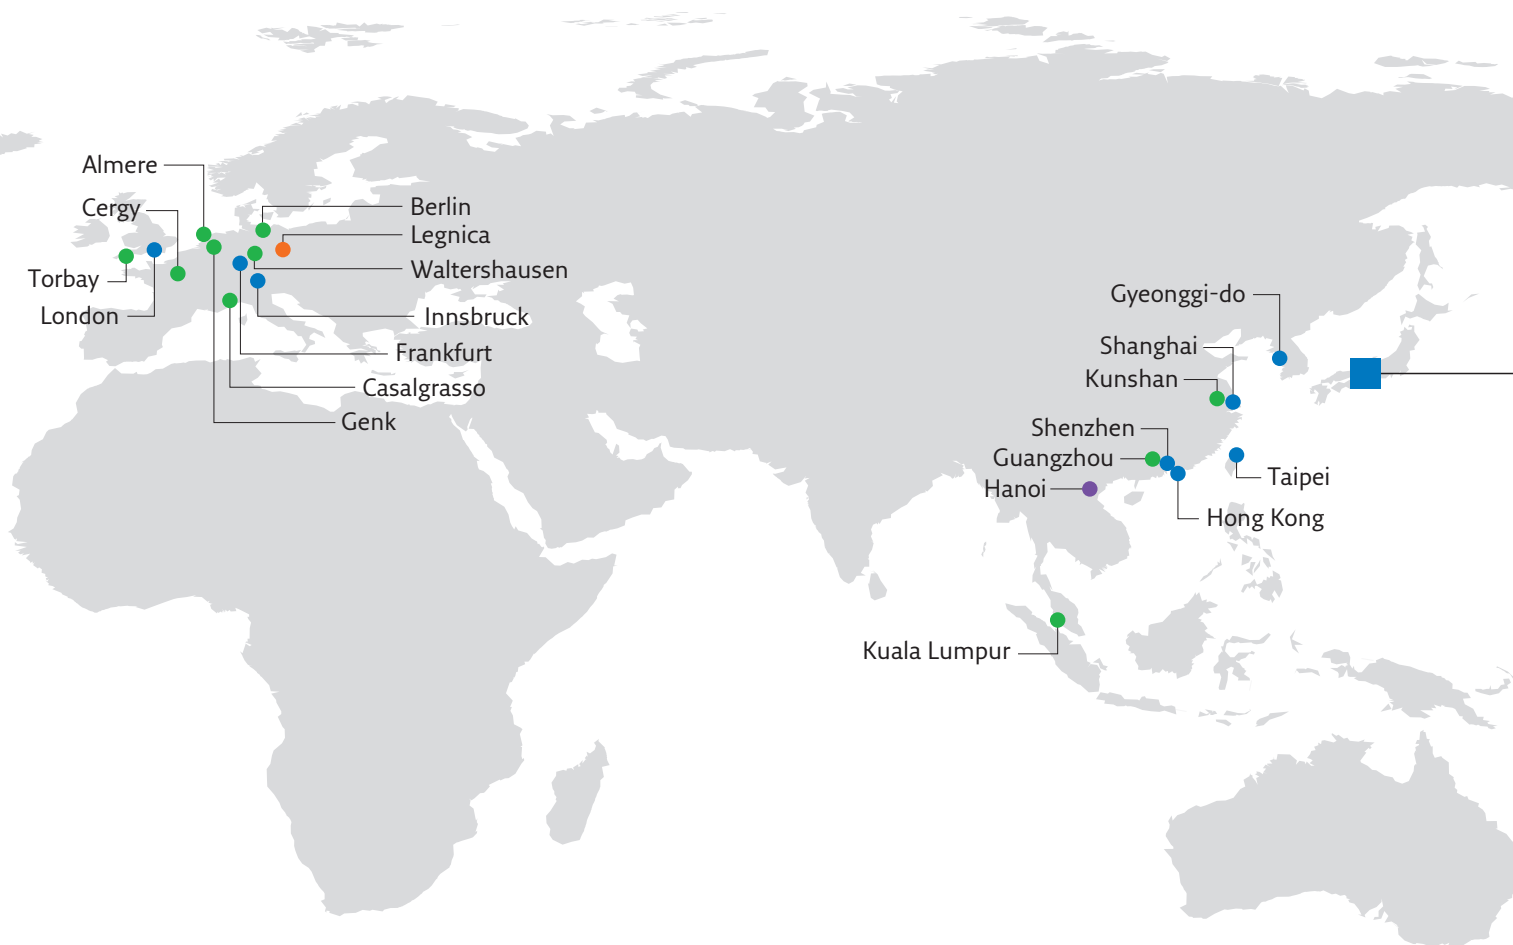 Almere
Cergy
Torbay
London
Berlin
Legnica
Waltershausen
Innsbruck
Frankfurt
Casalgrasso
Genk
Gyeonggi-do
Shanghai
Kunshan
Shenzhen
Guangzhou
Hanoi
Taipei
Hong Kong
Kuala Lumpur